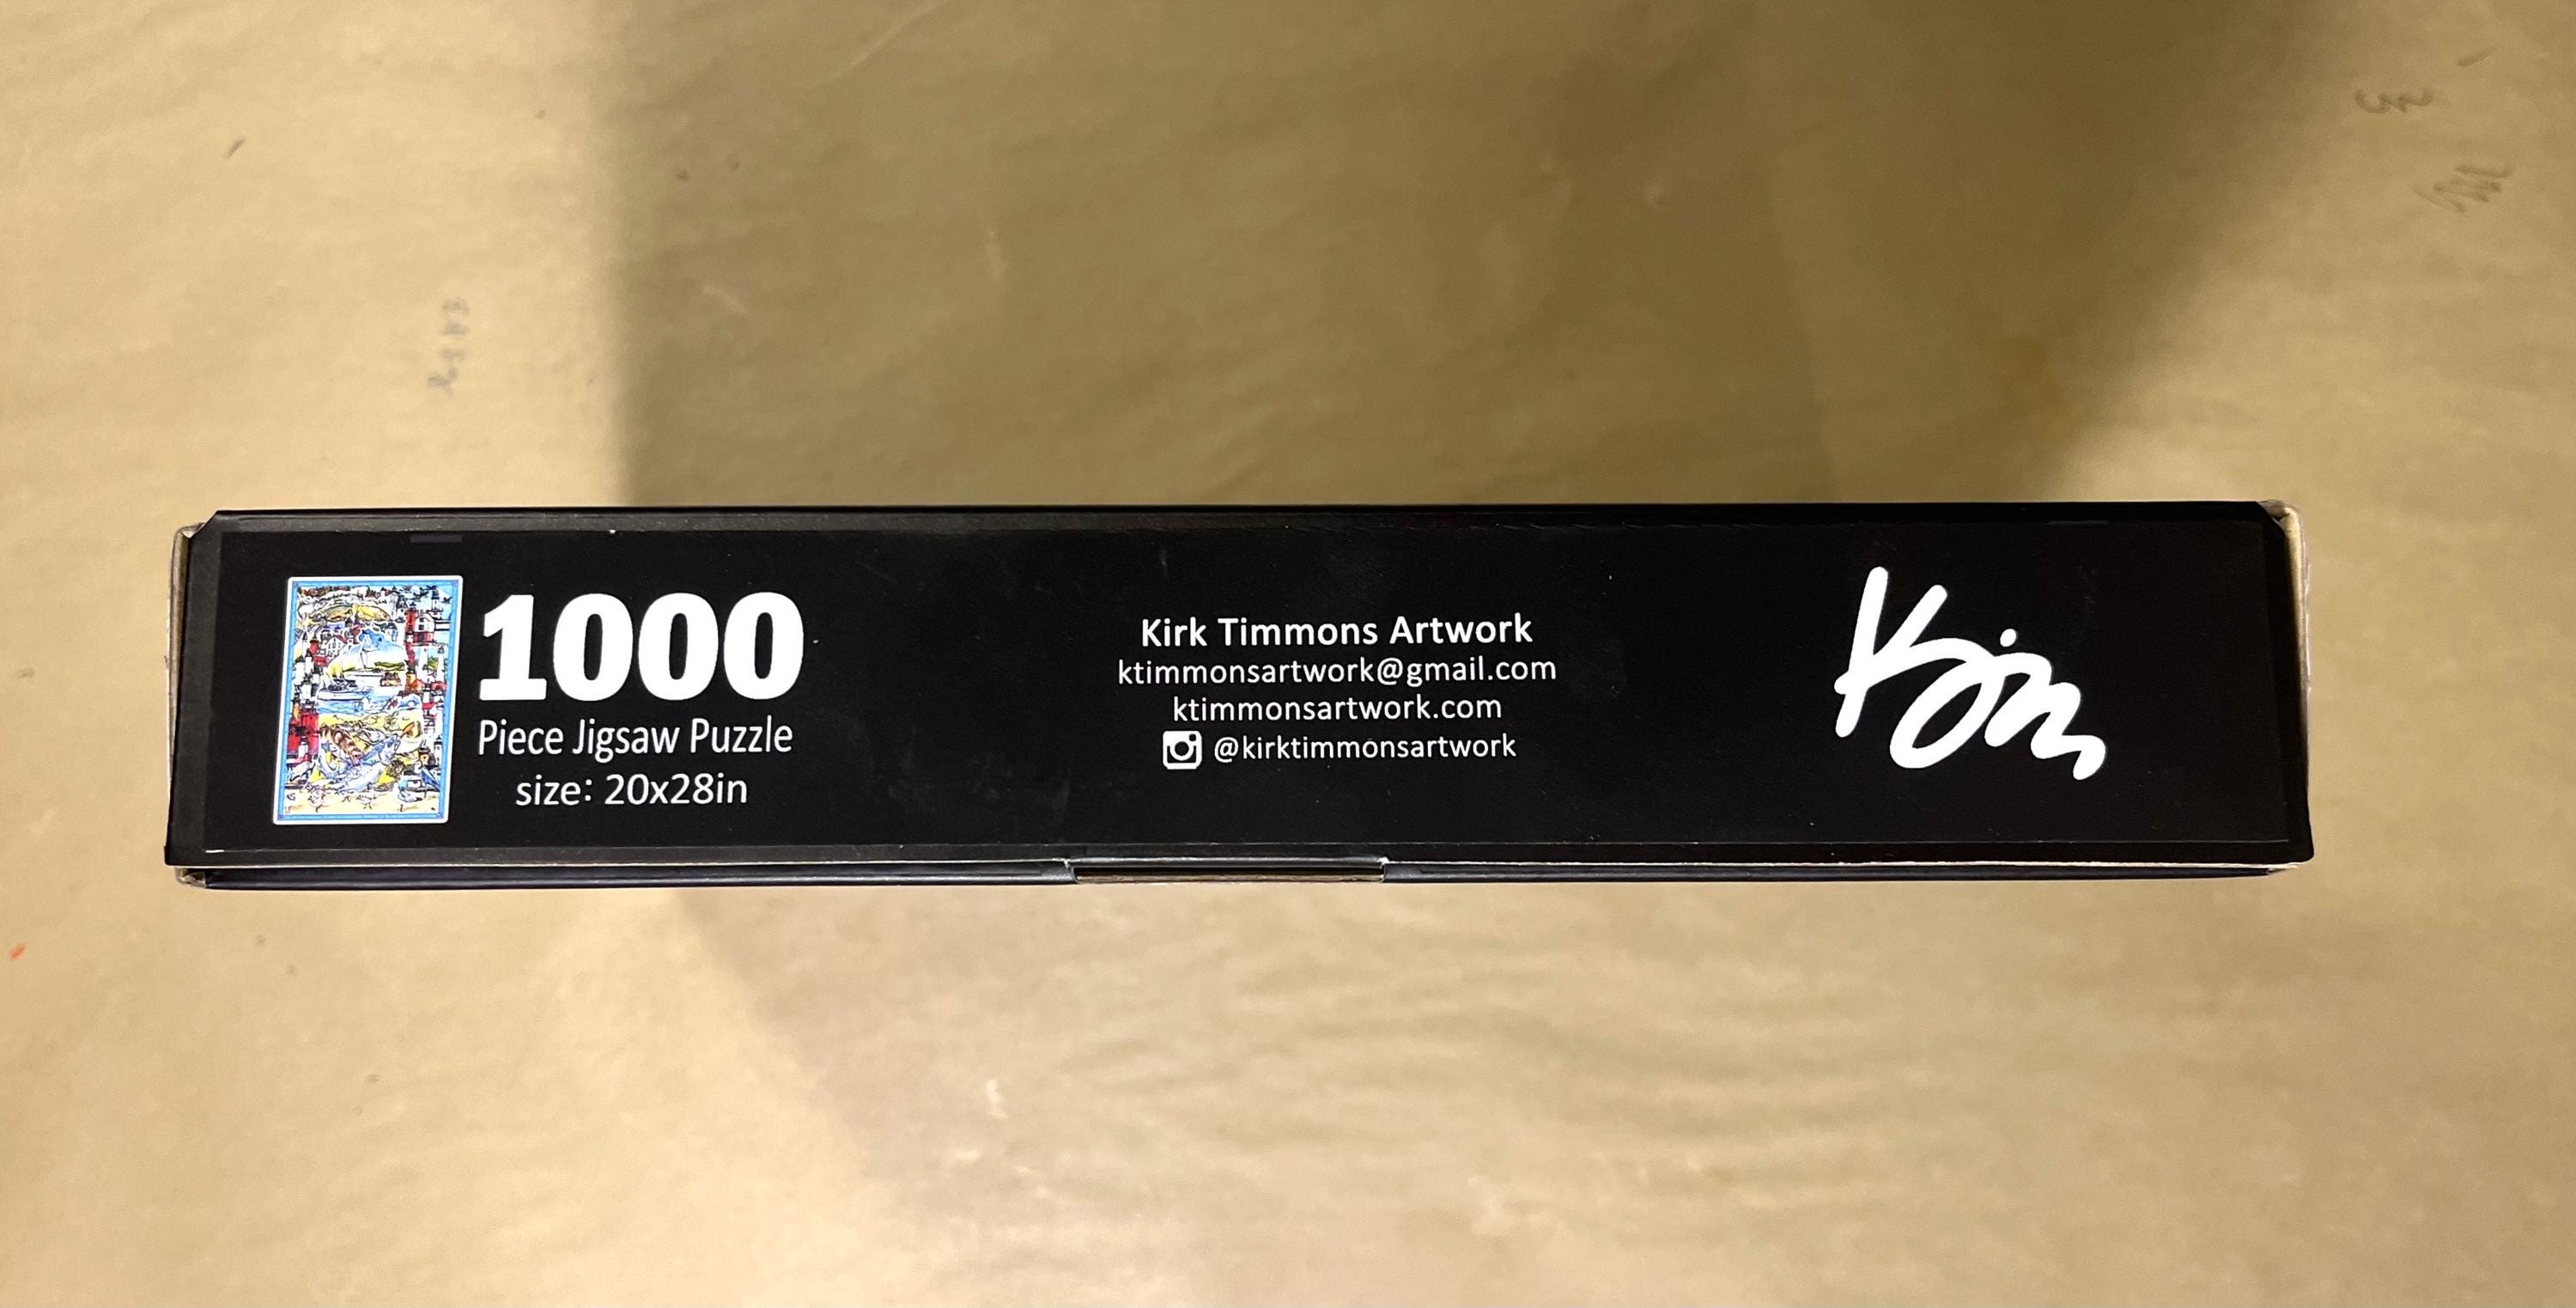 1000
Piece Jigsaw Puzzle
size: 20x28in
Kirk Timmons Artwork
ktimmonsartwork@gmail.com
ktimmonsartwork.com
@kirktimmonsartwork